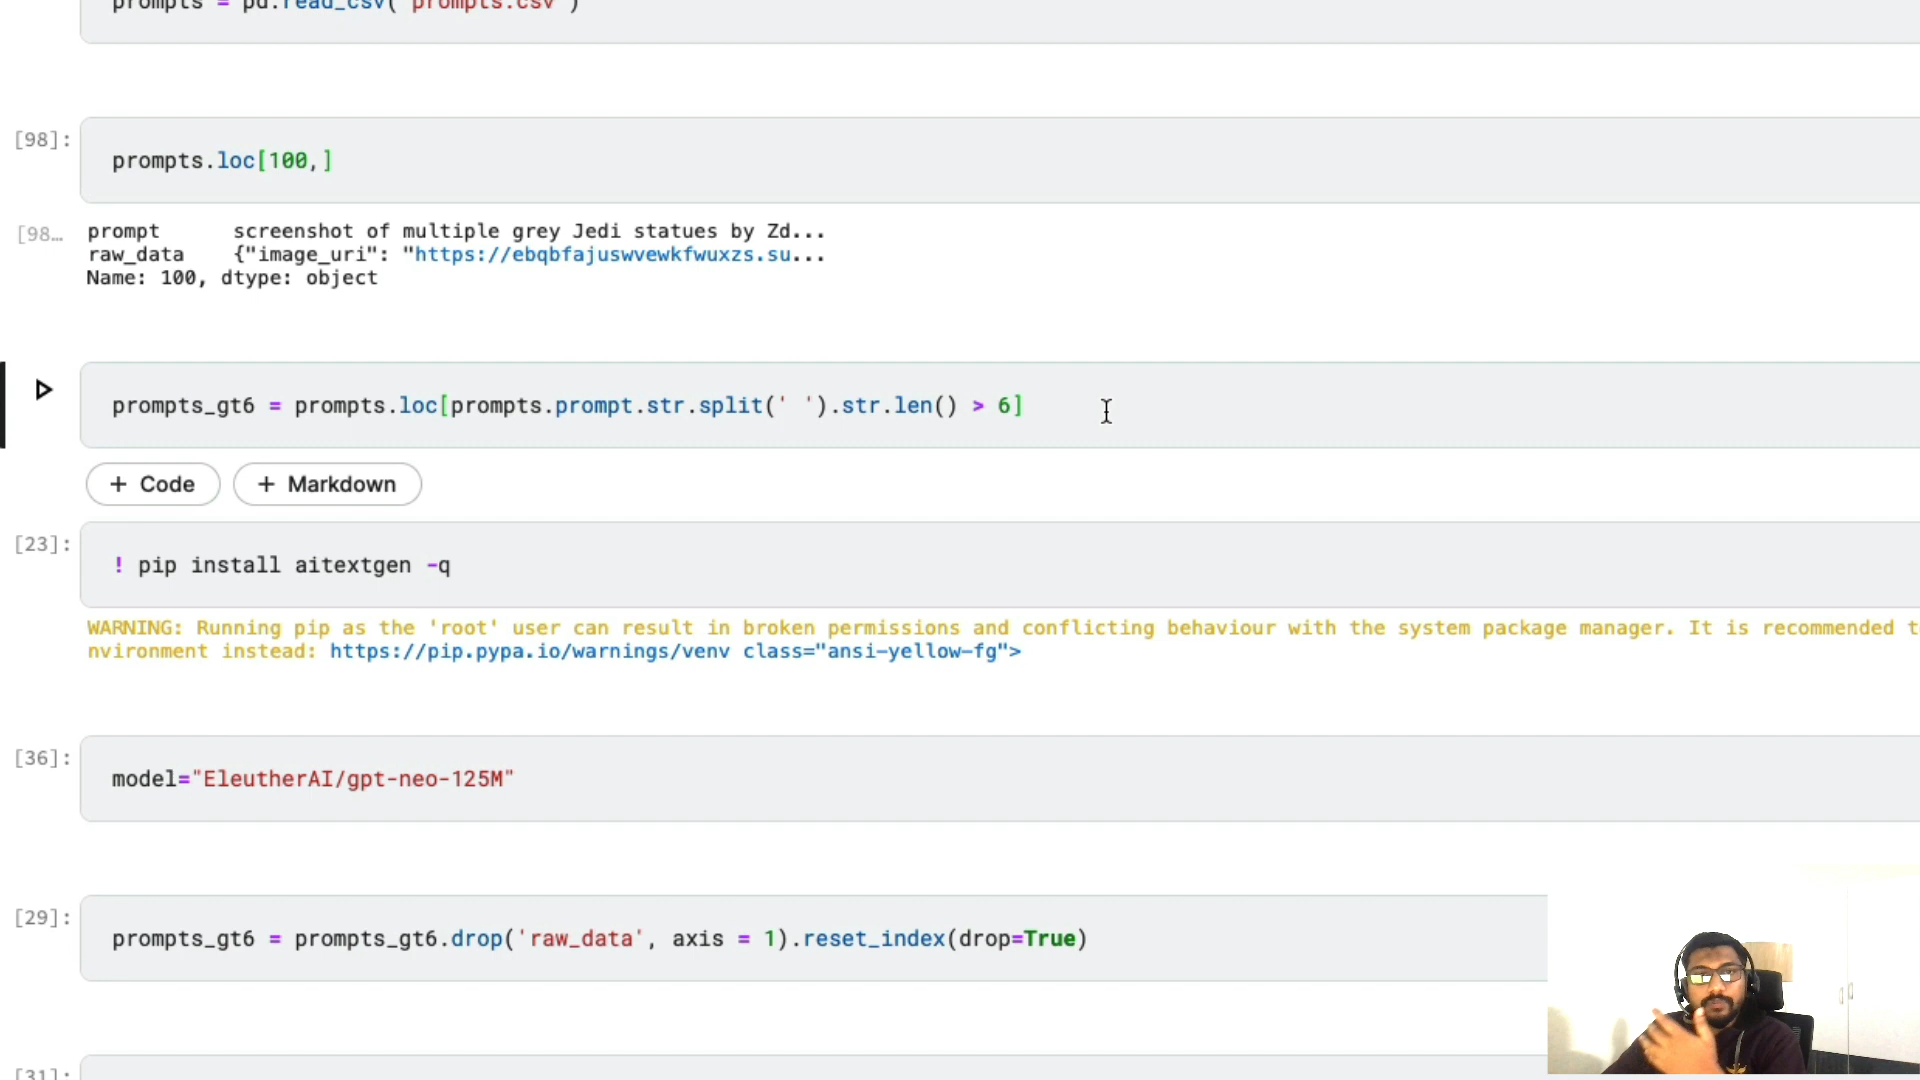 prompts = pd.read_csv('prompts.csv')
[98]:
prompts.loc[100,]
[98…
prompt screenshot of multiple grey Jedi statues by Zd...
raw_data {"image_uri": "https://ebqbfajuswvewkfwuxzs.su...
Name: 100, dtype: object
prompts_gt6 = prompts.loc[prompts.prompt.str.split(' ').str.len() > 6]
+ Code + Markdown
[23]:
! pip install aitextgen -q
WARNING: Running pip as the 'root' user can result in broken permissions and conflicting behaviour with the system package manager. It is recommended t
nvironment instead: https://pip.pypa.io/warnings/venv class="ansi-yellow-fg">
[36]:
model="EleutherAI/gpt-neo-125M"
[29]:
prompts_gt6 = prompts_gt6.drop('raw_data', axis = 1).reset_index(drop=True)
[31]: